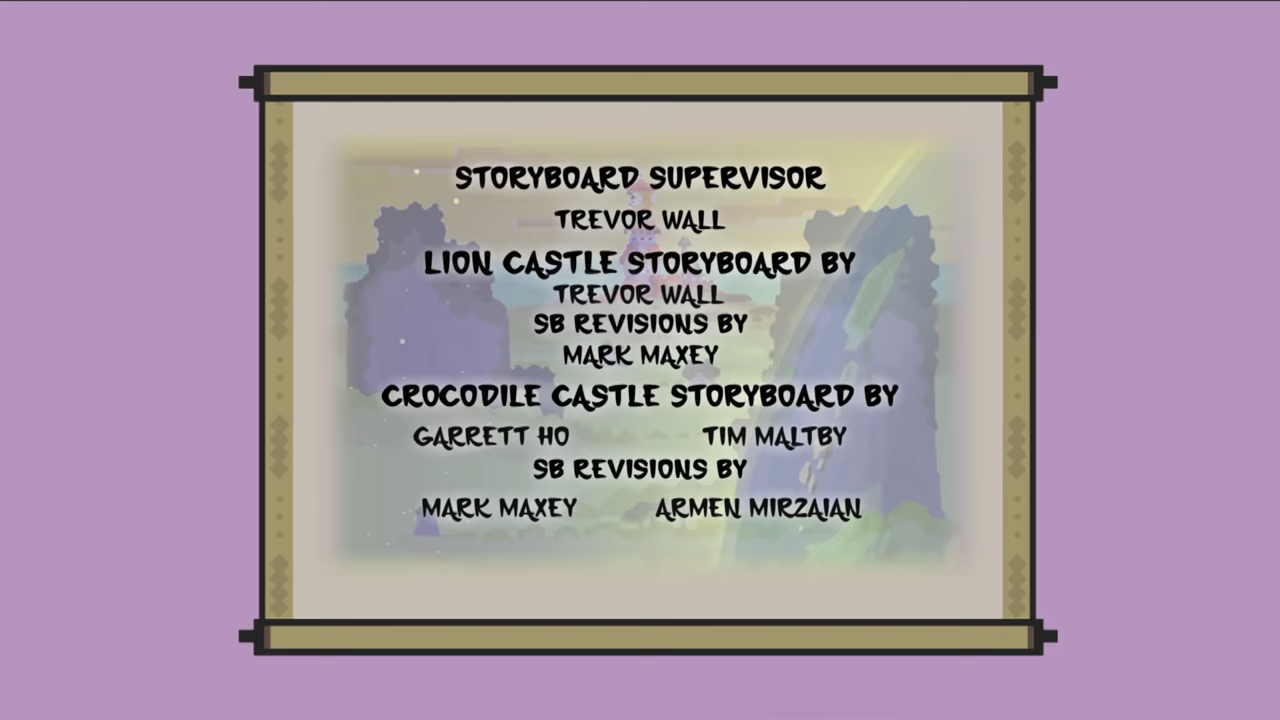 STORYBOARD SUPERVISOR
TREVOR WALL
LION CASTLE STORYBOARD BY
TREVOR WALL
SB REVISIONS BY
MARK MAXEY
CROCODILE CASTLE STORYBOARD BY
GARRETT HO TIM MALTBY
SB REVISIONS BY
MARK MAXEY ARMEN MIRZAIAN